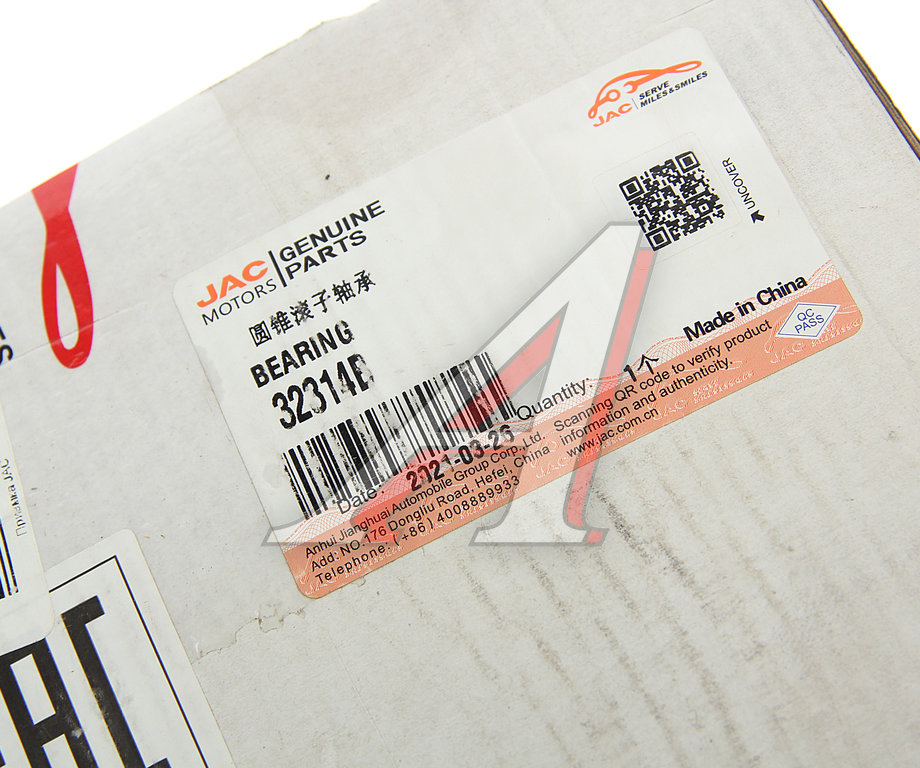 JAC
SERVE
MILES&SMILES
UNCOVER
JAC
MOTORS
GENUINE
PARTS
圆锥滚子轴承
BEARING
32314B
Date: 2021-03-23
Quantity: 1个
Made in China
QC
PASS
Anhui Jianghuai Automobile Group Corp.,Ltd.
Add: NO.176 Dongliu Road, Hefei, China
Telephone: (+86) 4008889933
Scanning QR code to verify product
information and authenticity.
www.jac.com.cn
JAC
EAC